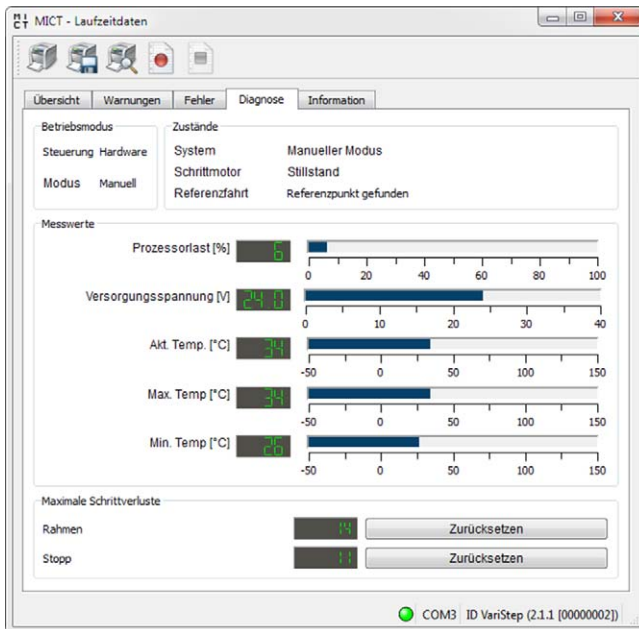 MICT - Laufzeitdaten
Übersicht Warnungen Fehler Diagnose Information
Betriebsmodus
Steuerung Hardware
Modus Manuell
Zustände
System Manueller Modus
Schrittmotor Stillstand
Referenzfahrt Referenzpunkt gefunden
Messwerte
Prozessorlast [%] 6
0 20 40 60 80 100
Versorgungsspannung [V] 24.0
0 10 20 30 40
Akt. Temp. [°C] 34
-50 0 50 100 150
Max. Temp [°C] 34
-50 0 50 100 150
Min. Temp [°C] 26
-50 0 50 100 150
Maximale Schrittverluste
Rahmen 14 Zurücksetzen
Stopp 11 Zurücksetzen
COM3 ID VariStep (2.1.1 [00000002])